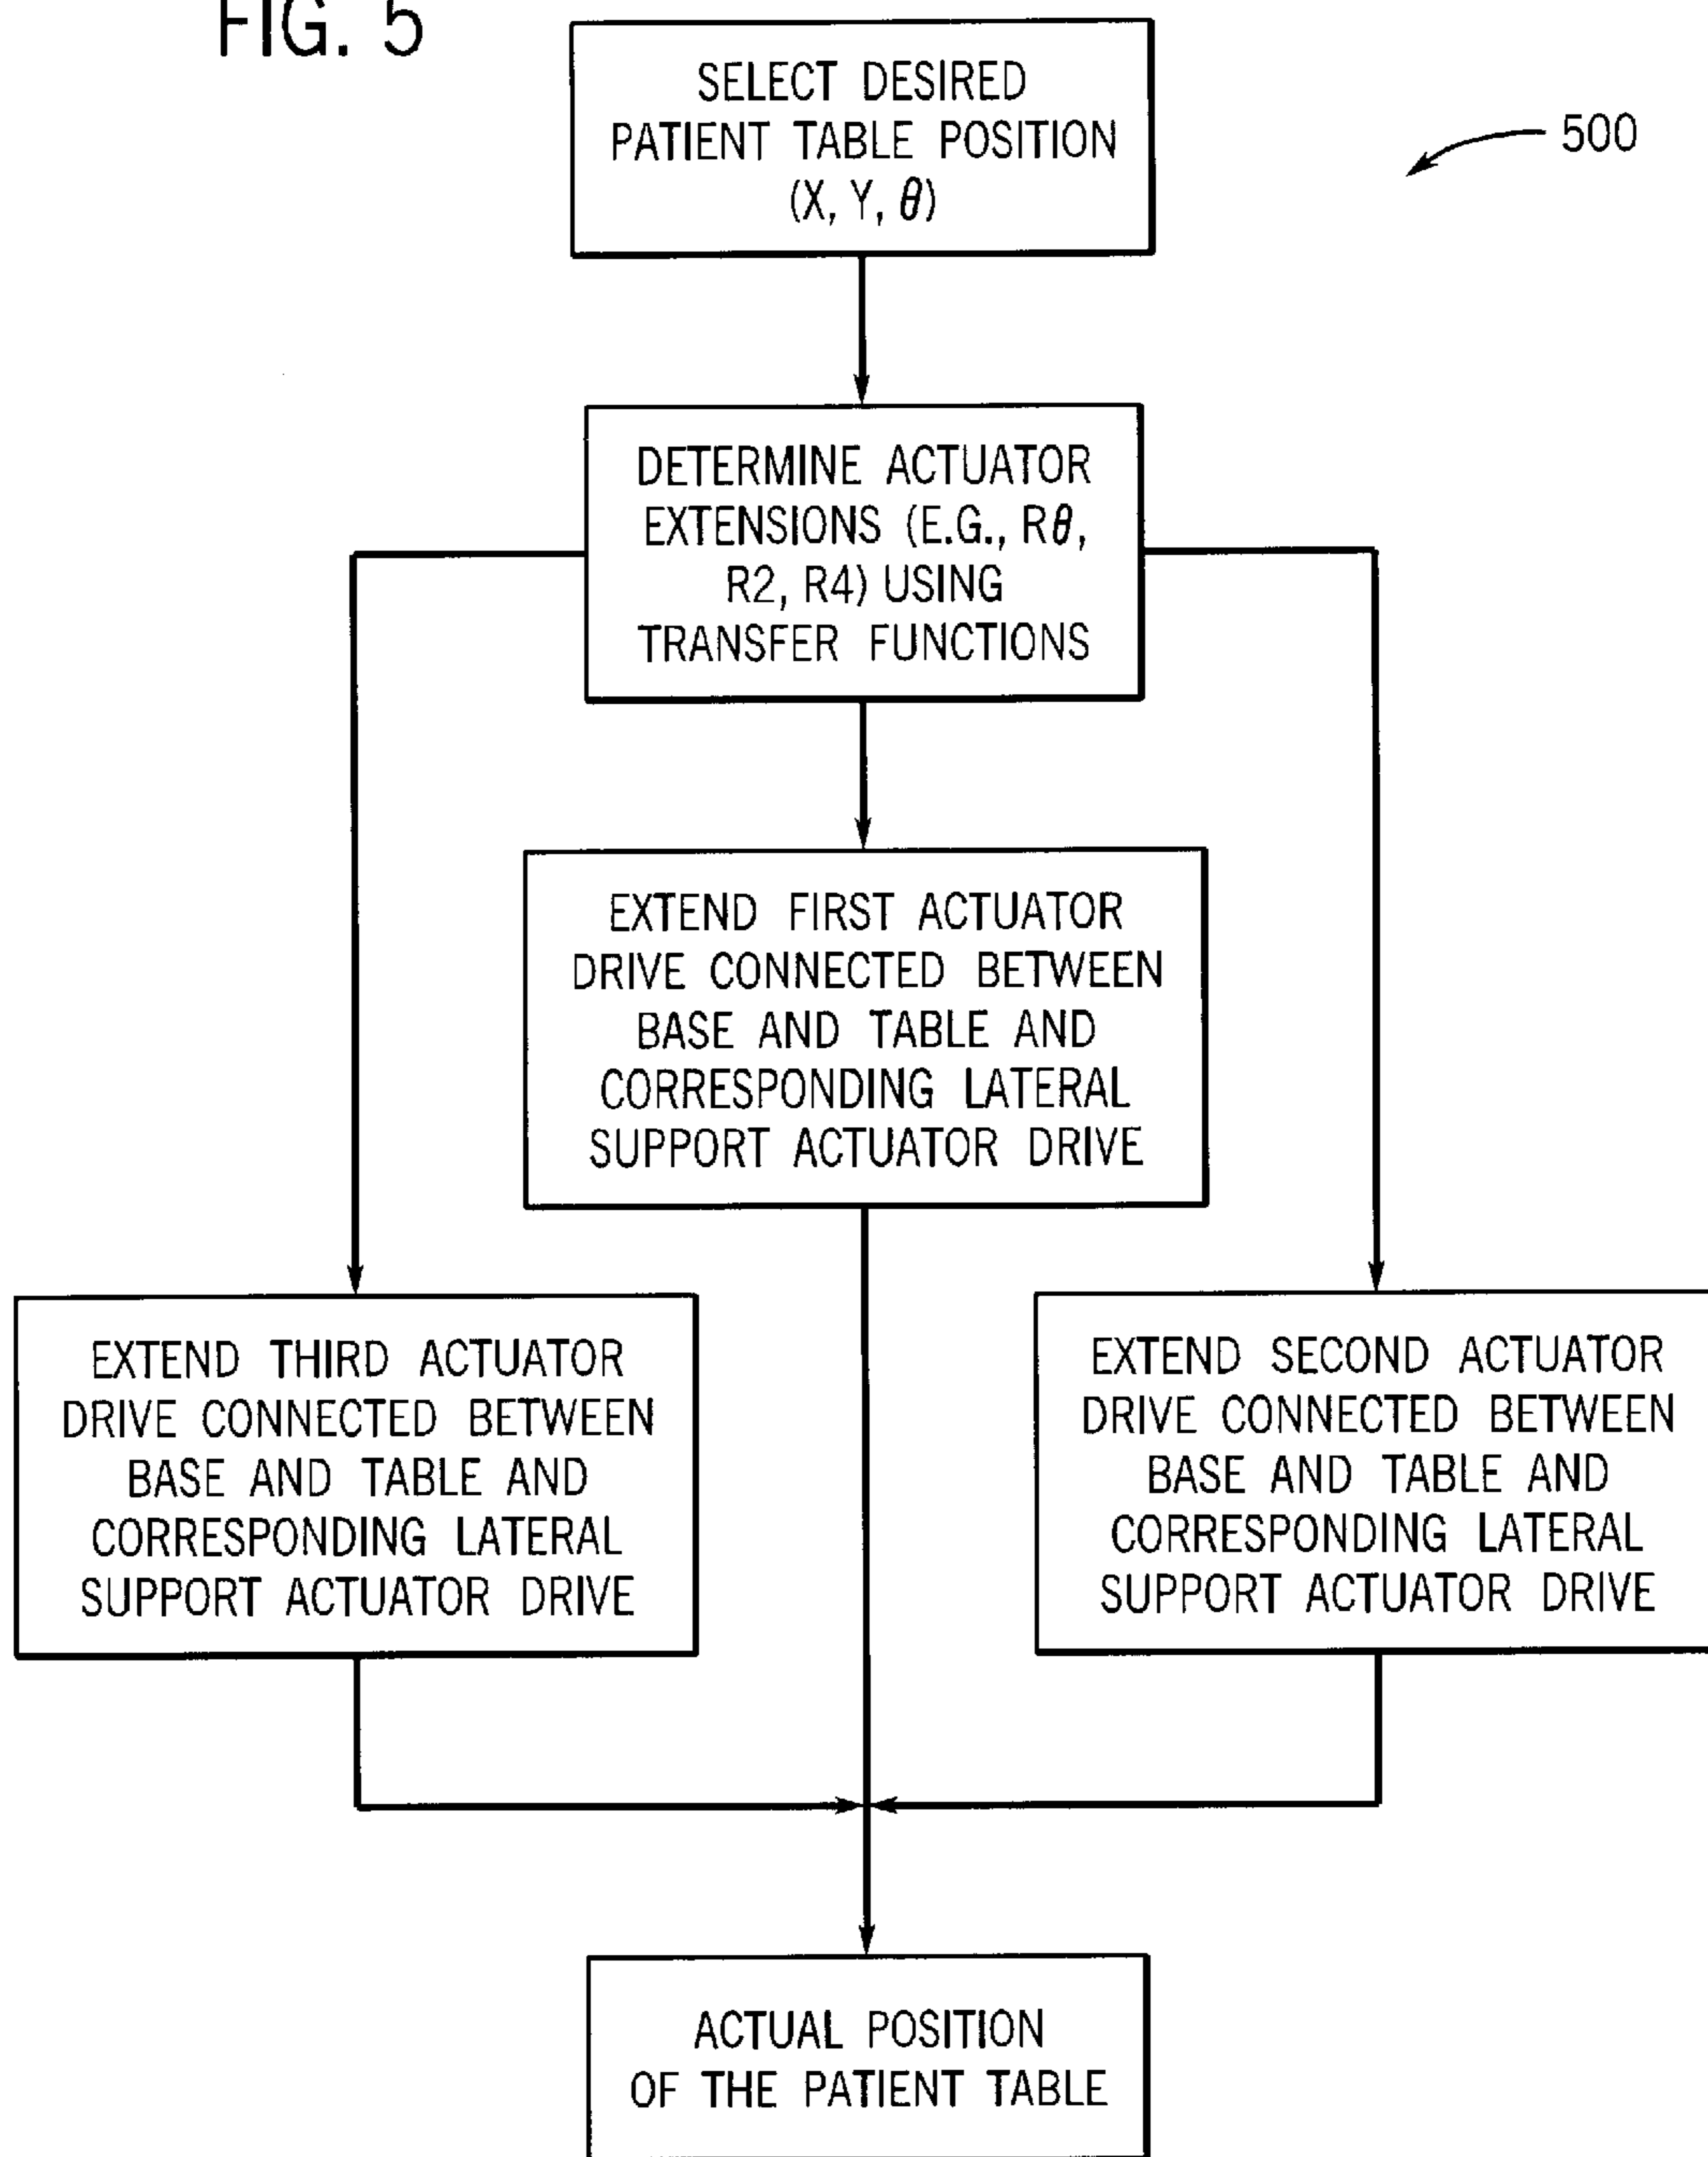 FIG. 5
SELECT DESIRED
PATIENT TABLE POSITION
(X, Y, θ)
500
DETERMINE ACTUATOR
EXTENSIONS (E.G., Rθ,
R2, R4) USING
TRANSFER FUNCTIONS
EXTEND FIRST ACTUATOR
DRIVE CONNECTED BETWEEN
BASE AND TABLE AND
CORRESPONDING LATERAL
SUPPORT ACTUATOR DRIVE
EXTEND THIRD ACTUATOR
DRIVE CONNECTED BETWEEN
BASE AND TABLE AND
CORRESPONDING LATERAL
SUPPORT ACTUATOR DRIVE
EXTEND SECOND ACTUATOR
DRIVE CONNECTED BETWEEN
BASE AND TABLE AND
CORRESPONDING LATERAL
SUPPORT ACTUATOR DRIVE
ACTUAL POSITION
OF THE PATIENT TABLE